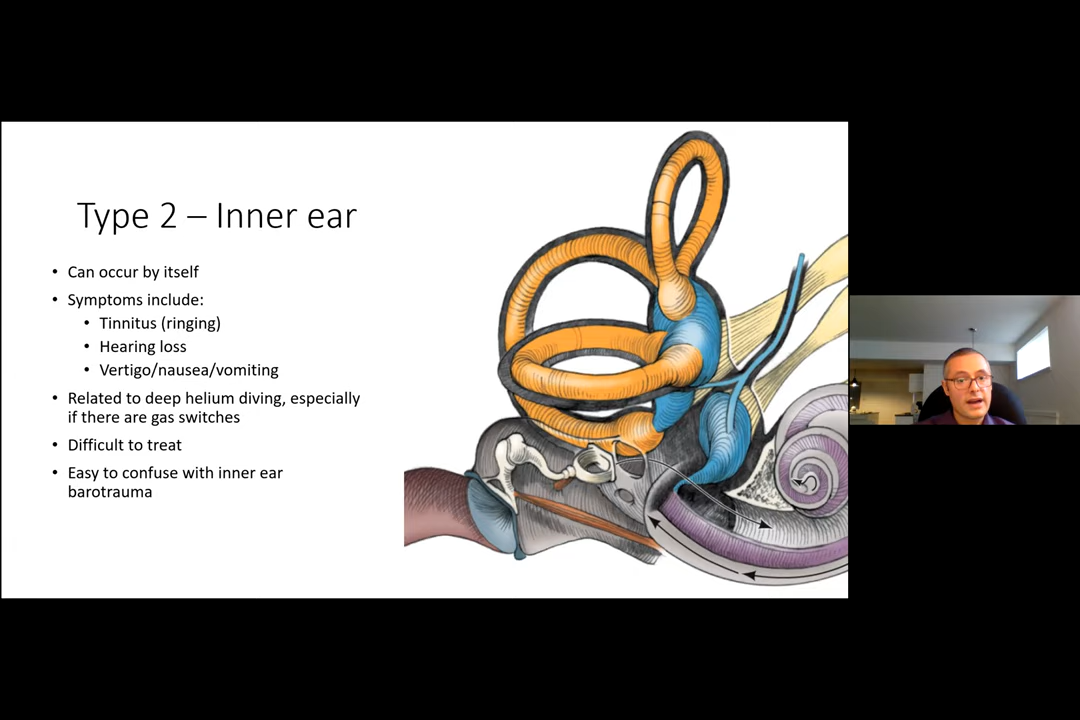 Type 2 – Inner ear
• Can occur by itself
• Symptoms include:
• Tinnitus (ringing)
• Hearing loss
• Vertigo/nausea/vomiting
• Related to deep helium diving, especially
if there are gas switches
• Difficult to treat
• Easy to confuse with inner ear
barotrauma